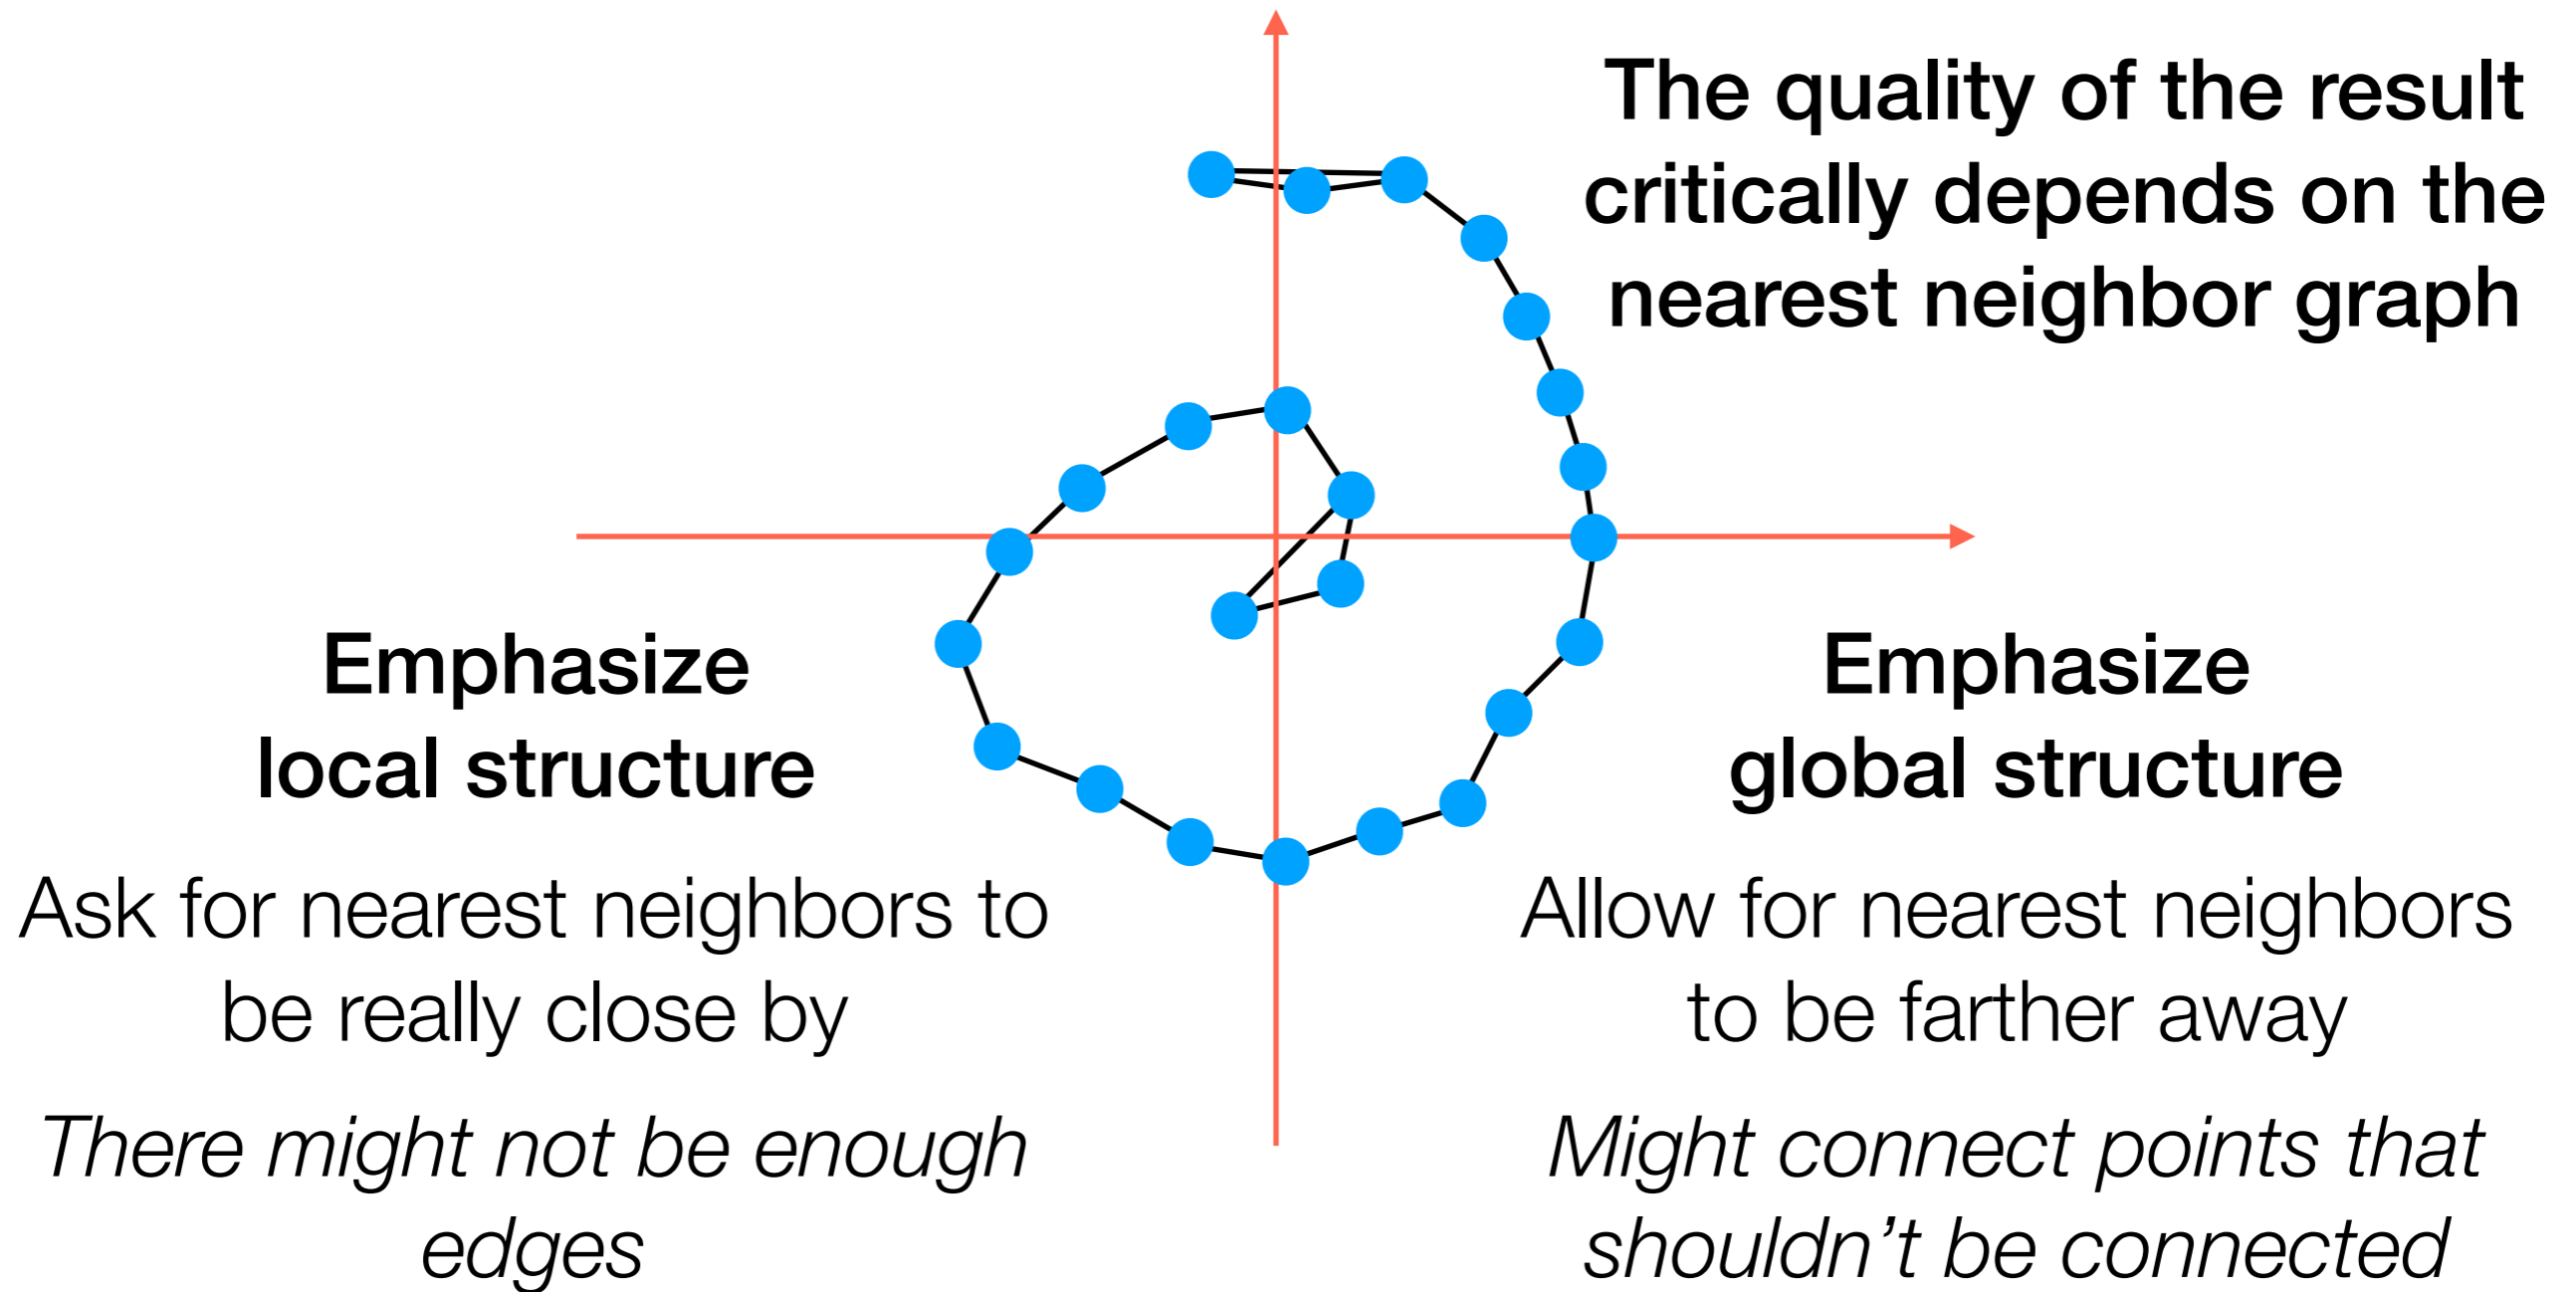 The quality of the result
critically depends on the
nearest neighbor graph
Emphasize
local structure
Ask for nearest neighbors to
be really close by
There might not be enough
edges
Emphasize
global structure
Allow for nearest neighbors
to be farther away
Might connect points that
shouldn’t be connected